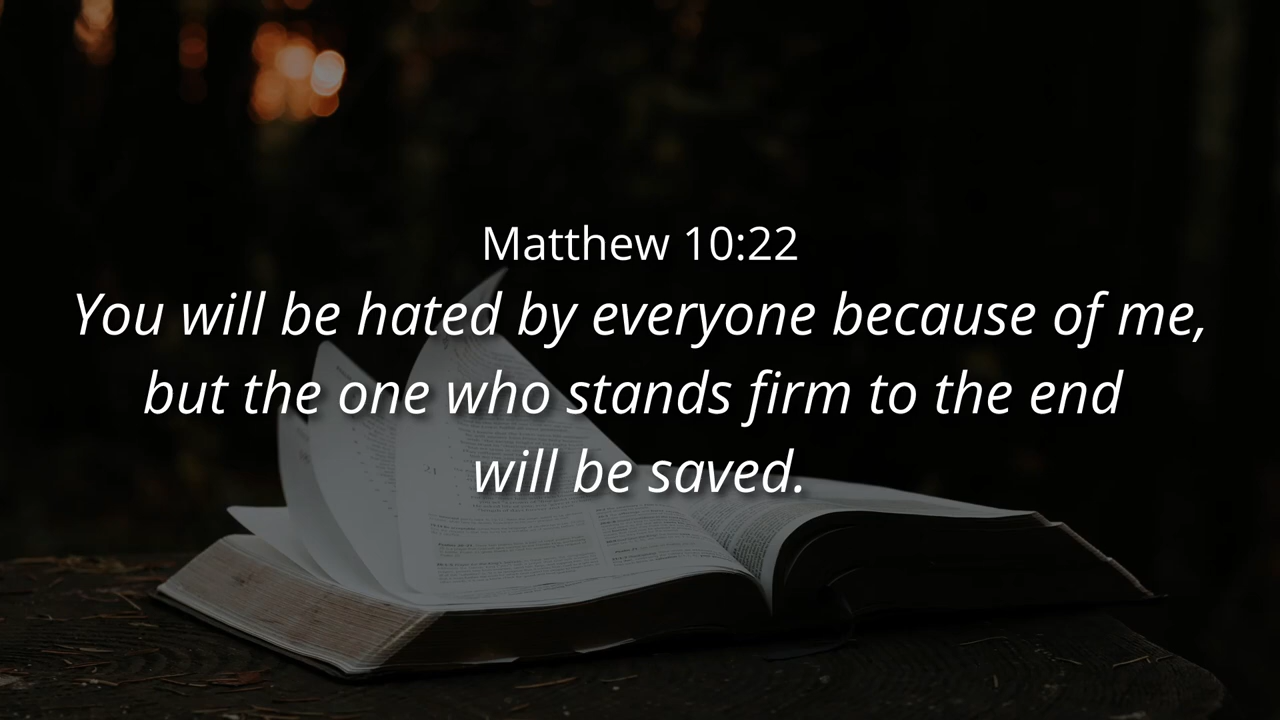 Matthew 10:22
You will be hated by everyone because of me,
but the one who stands firm to the end
will be saved.